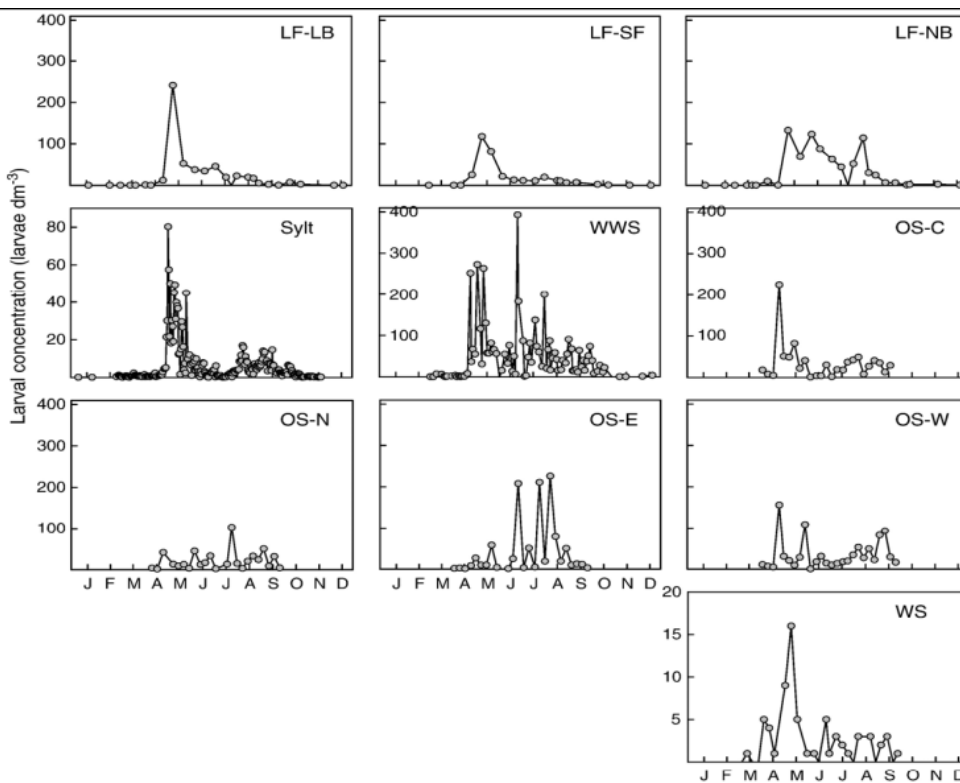 Larval concentration (larvae dm-3)
400 LF-LB LF-SF LF-NB
300
200
100
80 Sylt 400 WWS 400 OS-C
60 300 300
40 200 200
20 100 100
400 OS-N OS-E OS-W
300
200
100
J F M A M J J A S O N D J F M A M J J A S O N D
20 WS
15
10
5
J F M A M J J A S O N D